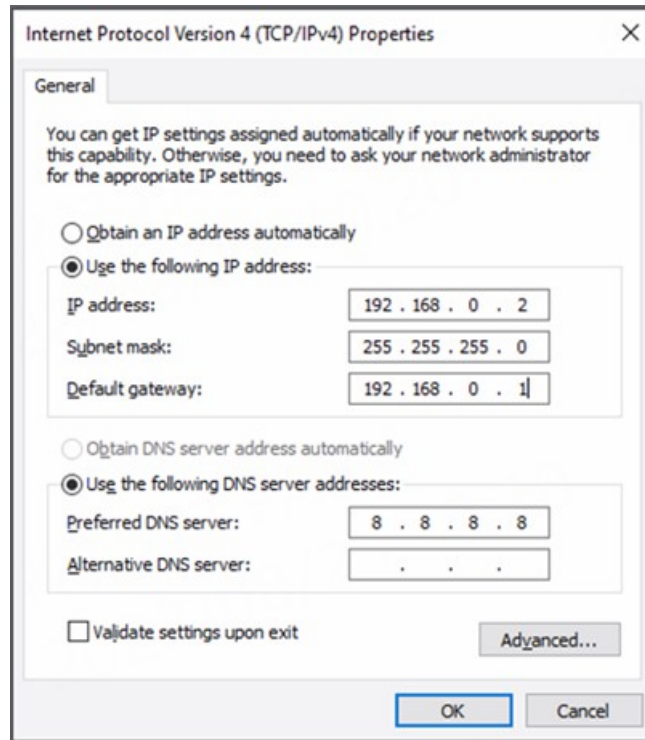 Internet Protocol Version 4 (TCP/IPv4) Properties
General
You can get IP settings assigned automatically if your network supports
this capability. Otherwise, you need to ask your network administrator
for the appropriate IP settings.
Obtain an IP address automatically
Use the following IP address:
IP address: 192 . 168 . 0 . 2
Subnet mask: 255 . 255 . 255 . 0
Default gateway: 192 . 168 . 0 . 1
Obtain DNS server address automatically
Use the following DNS server addresses:
Preferred DNS server: 8 . 8 . 8 . 8
Alternative DNS server: . . .
Validate settings upon exit
Advanced...
OK Cancel